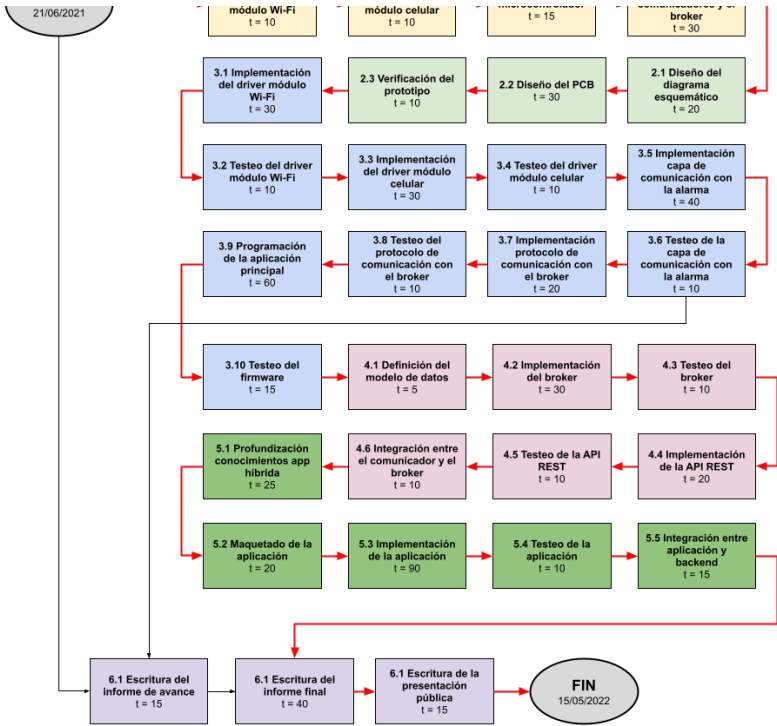 21/06/2021
módulo Wi-Fi
t = 10
módulo celular
t = 10
t = 15
comunicadores y el
broker
t = 30
3.1 Implementación
del driver módulo
Wi-Fi
t = 30
2.3 Verificación del
prototipo
t = 10
2.2 Diseño del PCB
t = 30
2.1 Diseño del
diagrama
esquemático
t = 20
3.2 Testeo del driver
módulo Wi-Fi
t = 10
3.3 Implementación
del driver módulo
celular
t = 30
3.4 Testeo del driver
módulo celular
t = 10
3.5 Implementación
capa de
comunicación con
la alarma
t = 40
3.9 Programación
de la aplicación
principal
t = 60
3.8 Testeo del
protocolo de
comunicación con
el broker
t = 10
3.7 Implementación
protocolo de
comunicación con
el broker
t = 20
3.6 Testeo de la
capa de
comunicación con
la alarma
t = 10
3.10 Testeo del
firmware
t = 15
4.1 Definición del
modelo de datos
t = 5
4.2 Implementación
del broker
t = 30
4.3 Testeo del
broker
t = 10
5.1 Profundización
conocimientos app
híbrida
t = 25
4.6 Integración entre
el comunicador y el
broker
t = 10
4.5 Testeo de la API
REST
t = 10
4.4 Implementación
de la API REST
t = 20
5.2 Maquetado de la
aplicación
t = 20
5.3 Implementación
de la aplicación
t = 90
5.4 Testeo de la
aplicación
t = 10
5.5 Integración entre
aplicación y
backend
t = 15
6.1 Escritura del
informe de avance
t = 15
6.1 Escritura del
informe final
t = 40
6.1 Escritura de la
presentación
pública
t = 15
FIN
15/05/2022